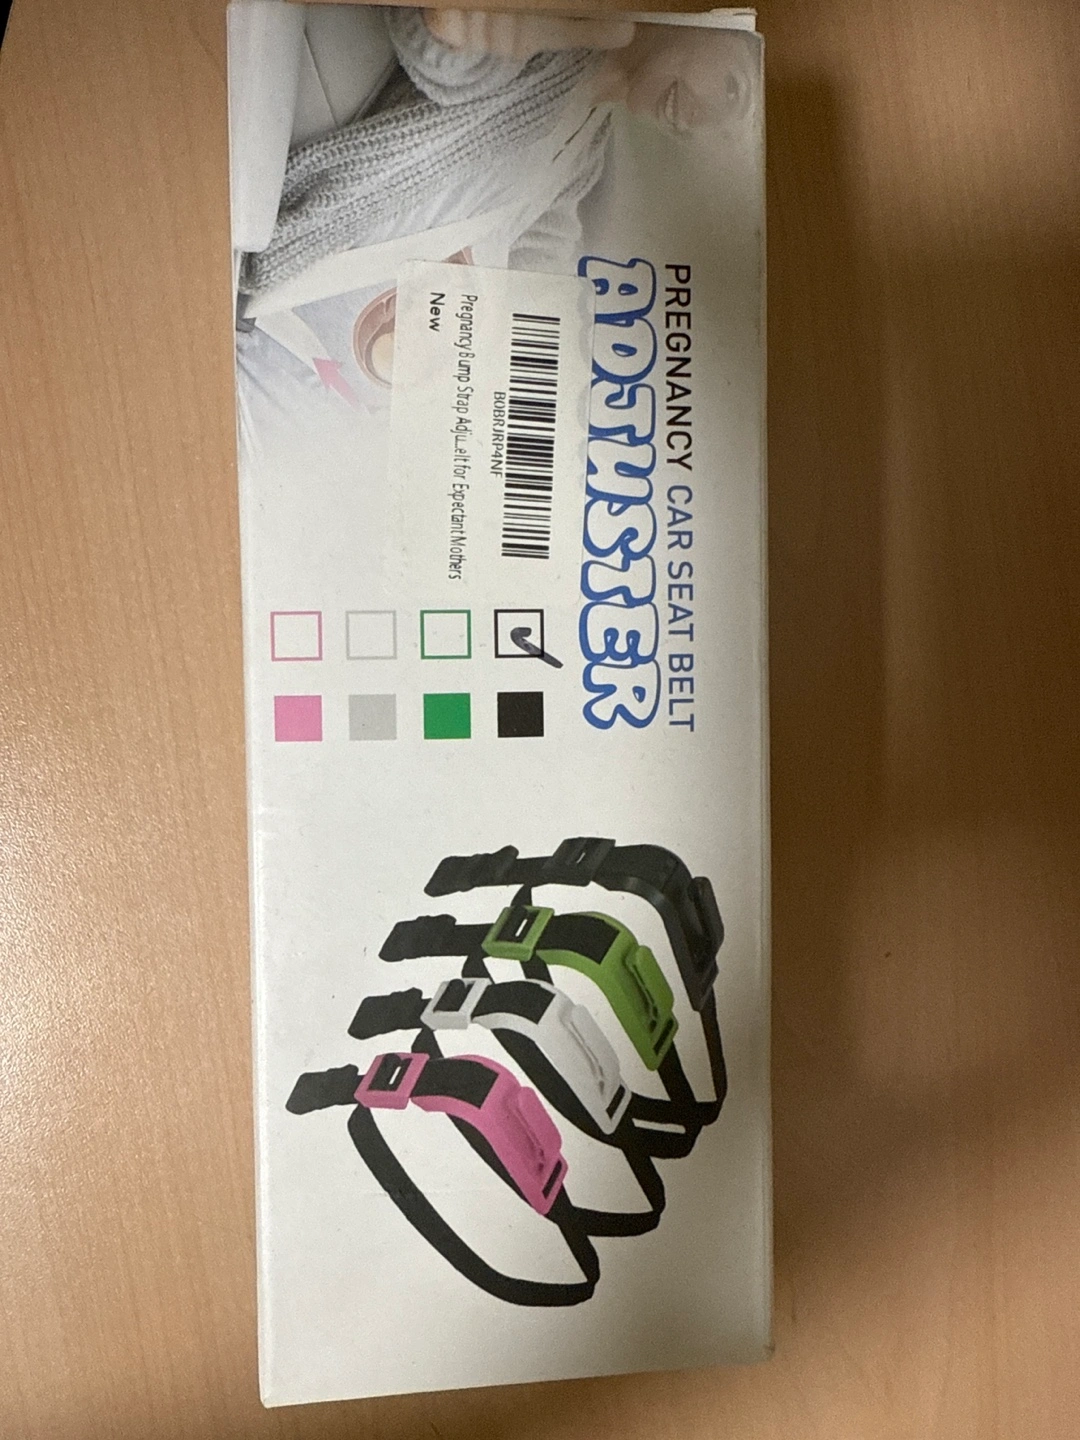 PREGNANCY CAR SEAT BELT
ADJUSTER
B0BRJRP4NF
Pregnancy Bump Strap Adju...elt for Expectant Mothers
New